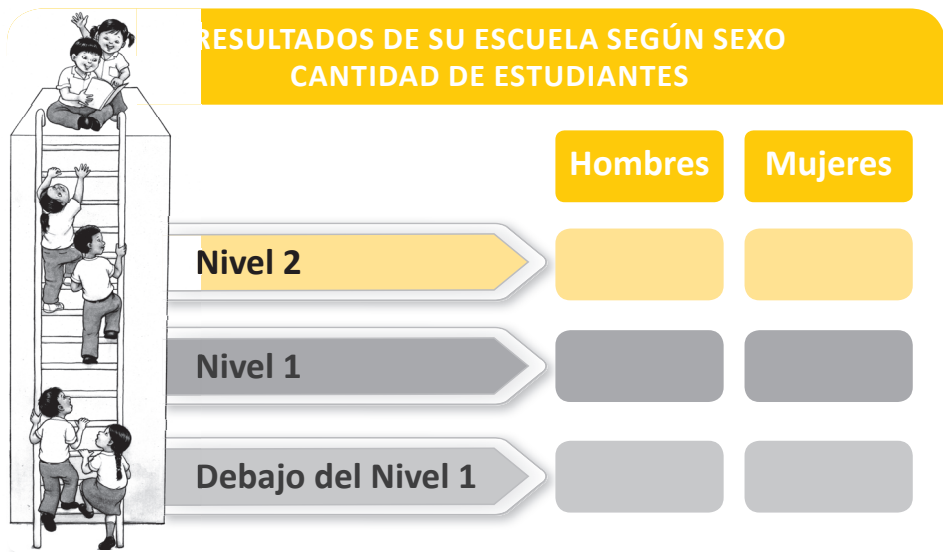 RESULTADOS DE SU ESCUELA SEGÚN SEXO
CANTIDAD DE ESTUDIANTES
Hombres Mujeres
Nivel 2
Nivel 1
Debajo del Nivel 1